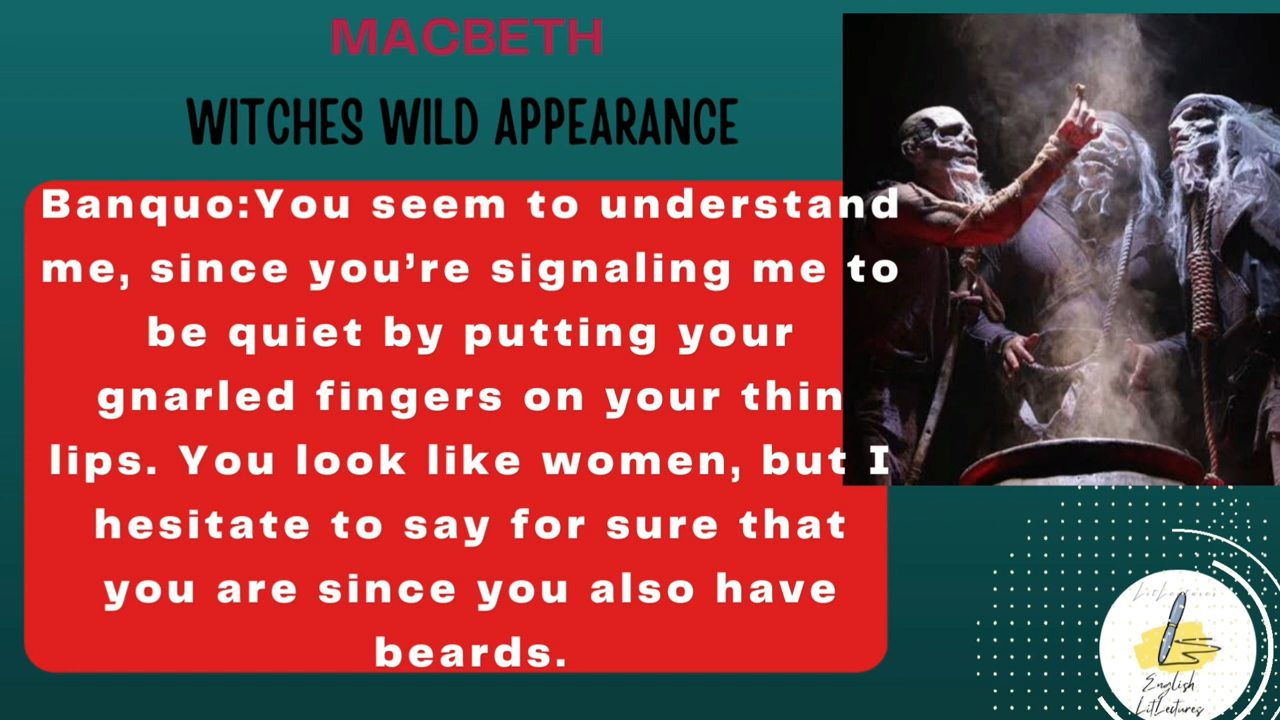 MACBETH
WITCHES WILD APPEARANCE
Banquo:You seem to understand
me, since you’re signaling me to
be quiet by putting your
gnarled fingers on your thin
lips. You look like women, but I
hesitate to say for sure that
you are since you also have
beards.
LitLectures
English
LitLectures